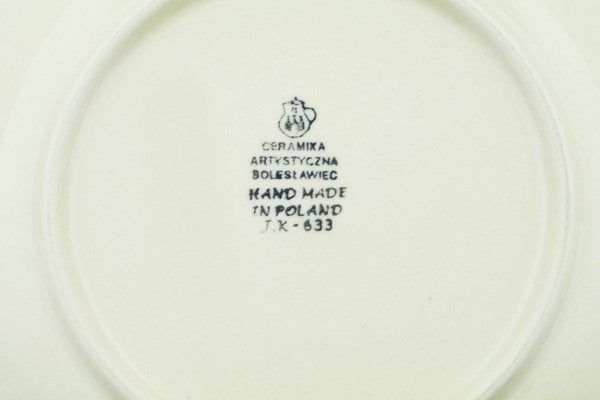 CERAMIKA
ARTYSTYCZNA
BOLESŁAWIEC
HAND MADE
IN POLAND
J.K - 633